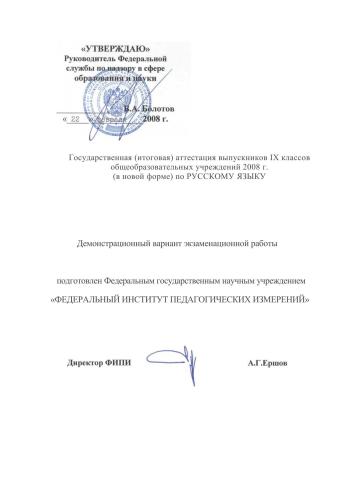 «УТВЕРЖДАЮ»
Руководитель Федеральной
службы по надзору в сфере
образования и науки
В.А. Болотов
« 22 » февраля 2008 г.
Государственная (итоговая) аттестация выпускников IX классов
общеобразовательных учреждений 2008 г.
(в новой форме) по РУССКОМУ ЯЗЫКУ
Демонстрационный вариант экзаменационной работы
подготовлен Федеральным государственным научным учреждением
«ФЕДЕРАЛЬНЫЙ ИНСТИТУТ ПЕДАГОГИЧЕСКИХ ИЗМЕРЕНИЙ»
Директор ФИПИ А.Г.Ершов